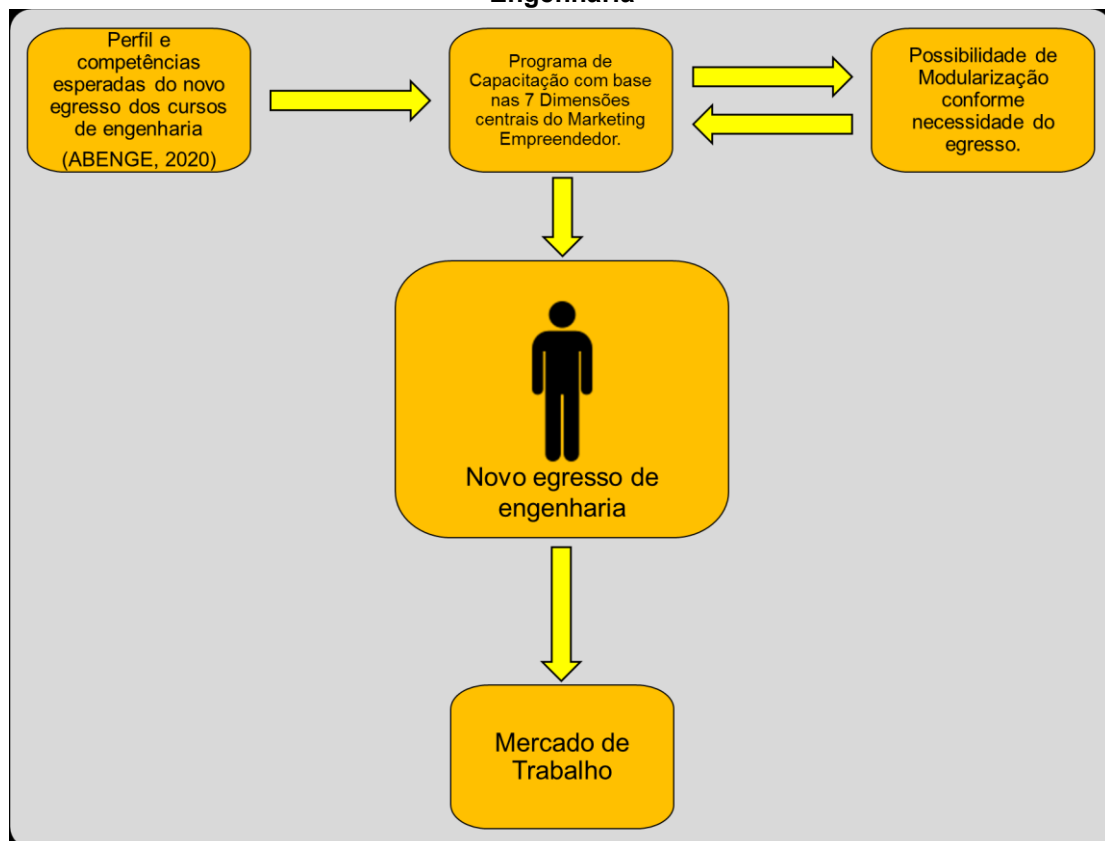 Engenharia
Perfil e
competências
esperadas do novo
egresso dos cursos
de engenharia
(ABENGE, 2020)
Programa de
Capacitação com base
nas 7 Dimensões
centrais do Marketing
Empreendedor.
Possibilidade de
Modularização
conforme
necessidade do
egresso.
Novo egresso de
engenharia
Mercado de
Trabalho